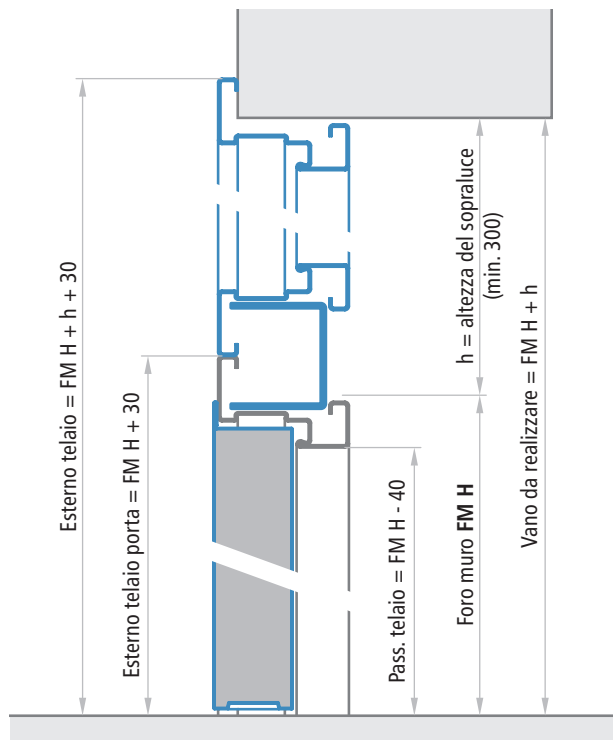 Esterno telaio = FM H + h + 30
Esterno telaio porta = FM H + 30
Pass. telaio = FM H - 40
h = altezza del sopraluce
(min. 300)
Foro muro FM H
Vano da realizzare = FM H + h